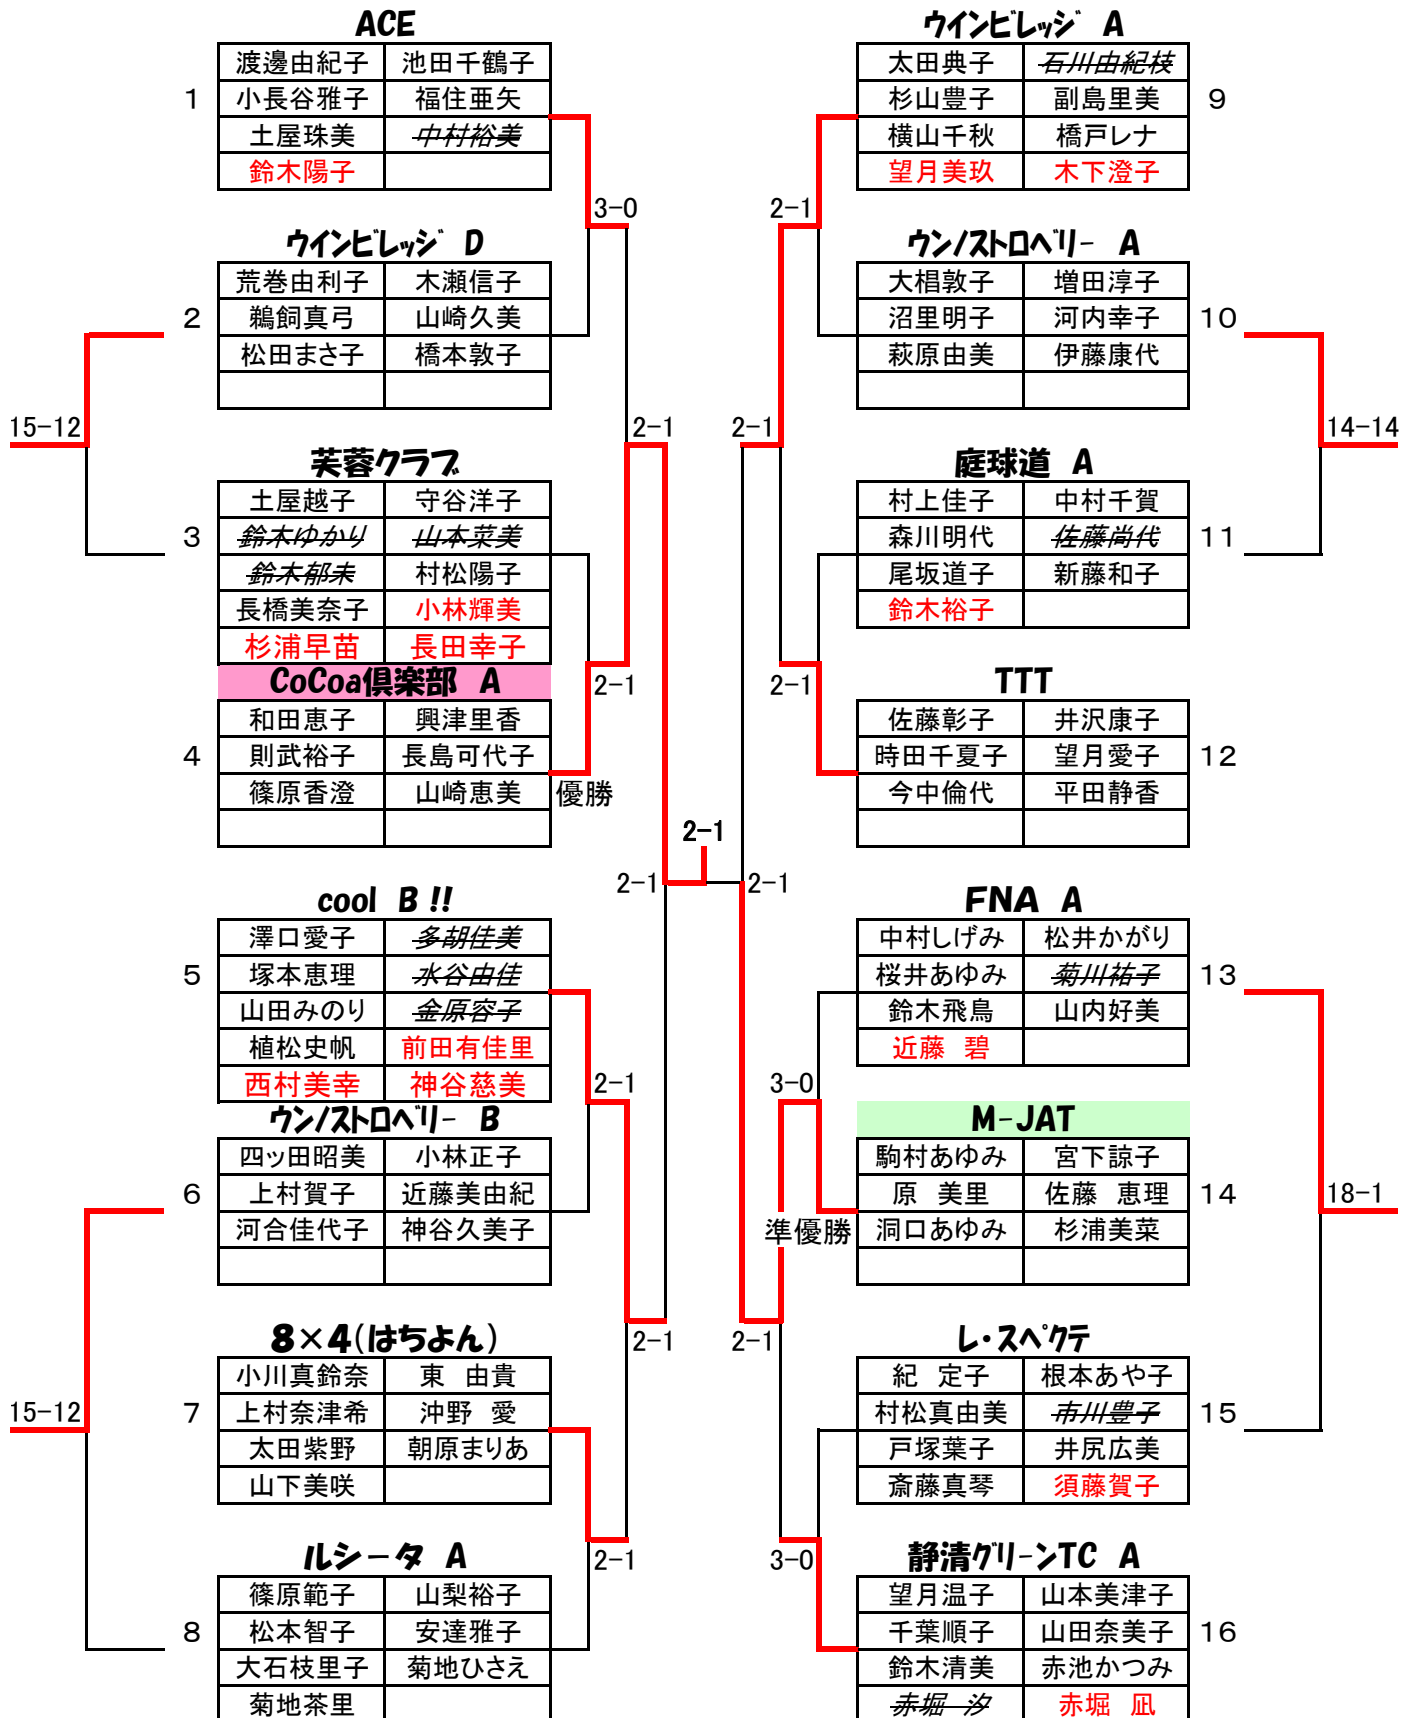 ACE
渡邊由紀子 池田千鶴子
1 小長谷雅子 福住亜矢
土屋珠美 中村裕美
鈴木陽子
3-0
ウインビレッジ D
荒巻由利子 木瀬信子
2 鵜飼真弓 山崎久美
松田まさ子 橋本敦子
15-12
2-1
芙蓉クラブ
土屋越子 守谷洋子
3 鈴木ゆかり 山本菜美
鈴木郁未 村松陽子
長橋美奈子 小林輝美
杉浦早苗 長田幸子
CoCoa倶楽部 A
2-1
和田恵子 興津里香
4 則武裕子 長島可代子
篠原香澄 山崎恵美
優勝
2-1
2-1
cool B !!
澤口愛子 多胡佳美
5 塚本恵理 水谷由佳
山田みのり 金原容子
植松史帆 前田有佳里
西村美幸 神谷慈美
2-1
ウン/ストロベリー B
四ッ田昭美 小林正子
6 上村賀子 近藤美由紀
河合佳代子 神谷久美子
8×4(はちよん)
2-1
小川真鈴奈 東 由貴
7 上村奈津希 沖野 愛
15-12
太田紫野 朝原まりあ
山下美咲
ルシータ A
2-1
篠原範子 山梨裕子
8 松本智子 安達雅子
大石枝里子 菊地ひさえ
菊地茶里
ウインビレッジ A
太田典子 石川由紀枝
杉山豊子 副島里美 9
横山千秋 橋戸レナ
望月美玖 木下澄子
2-1
ウン/ストロベリー A
大椙敦子 増田淳子
沼里明子 河内幸子 10
萩原由美 伊藤康代
2-1
14-14
庭球道 A
村上佳子 中村千賀
森川明代 佐藤尚代 11
尾坂道子 新藤和子
鈴木裕子
2-1
TTT
佐藤彰子 井沢康子
時田千夏子 望月愛子 12
今中倫代 平田静香
2-1
FNA A
中村しげみ 松井かがり
桜井あゆみ 菊川祐子 13
鈴木飛鳥 山内好美
近藤 碧
3-0
M-JAT
駒村あゆみ 宮下諒子
原 美里 佐藤 恵理 14
18-1
準優勝
洞口あゆみ 杉浦美菜
2-1
レ・スペクテ
紀 定子 根本あや子
村松真由美 市川豊子 15
戸塚葉子 井尻広美
斎藤真琴 須藤賀子
3-0
静清グリーンTC A
望月温子 山本美津子
千葉順子 山田奈美子 16
鈴木清美 赤池かつみ
赤堀 汐 赤堀 凪